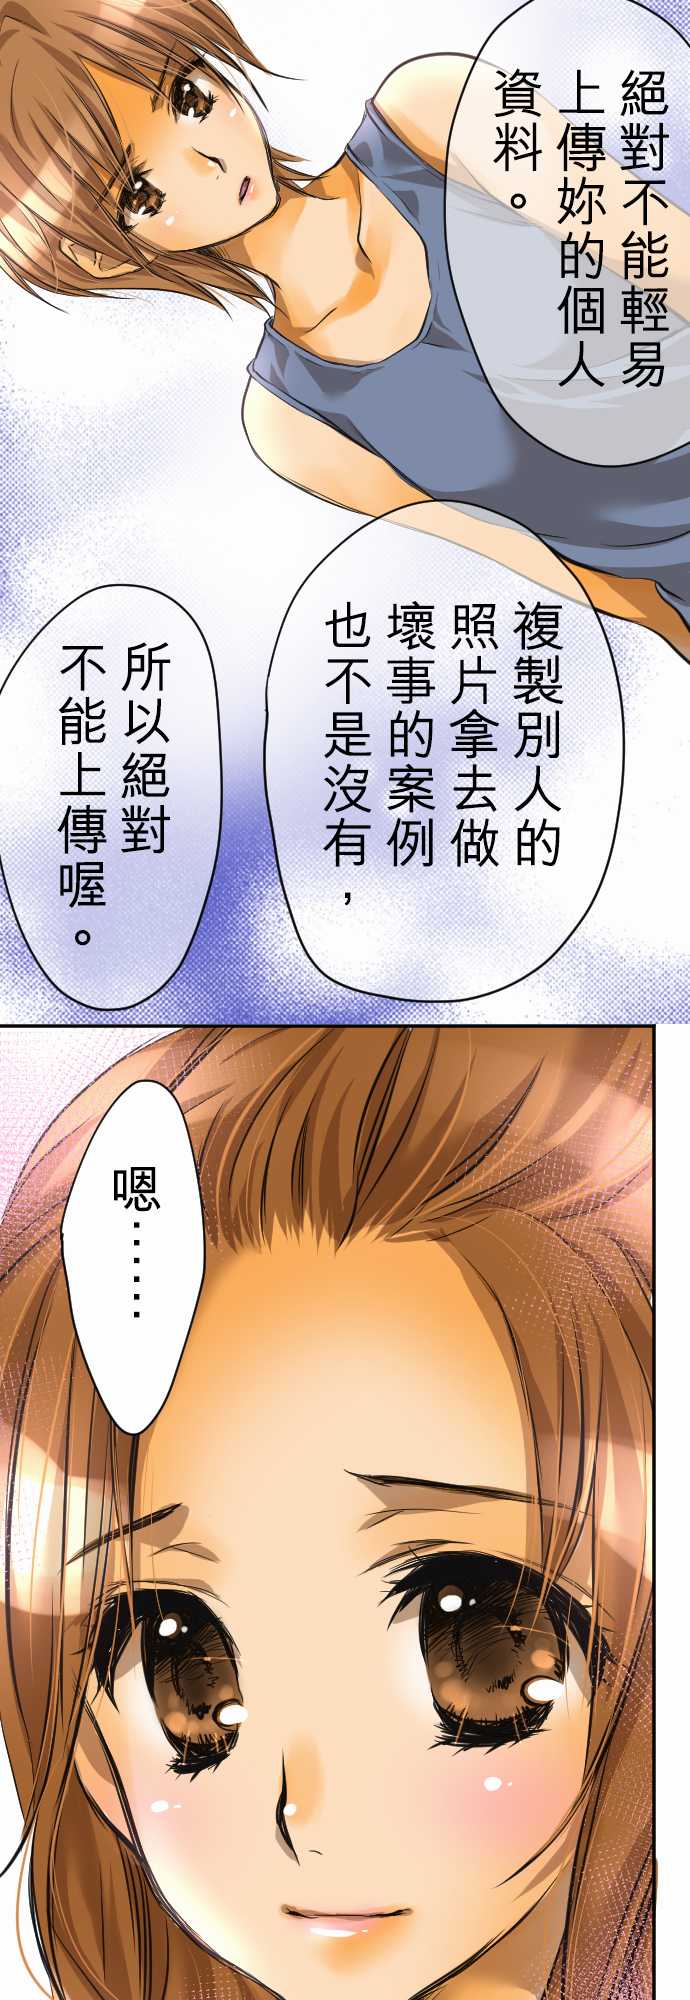 絕對不能輕易
上傳妳的個人
資料。
複製別人的
照片拿去做
壞事的案例
也不是沒有，
所以絕對
不能上傳喔。
嗯……